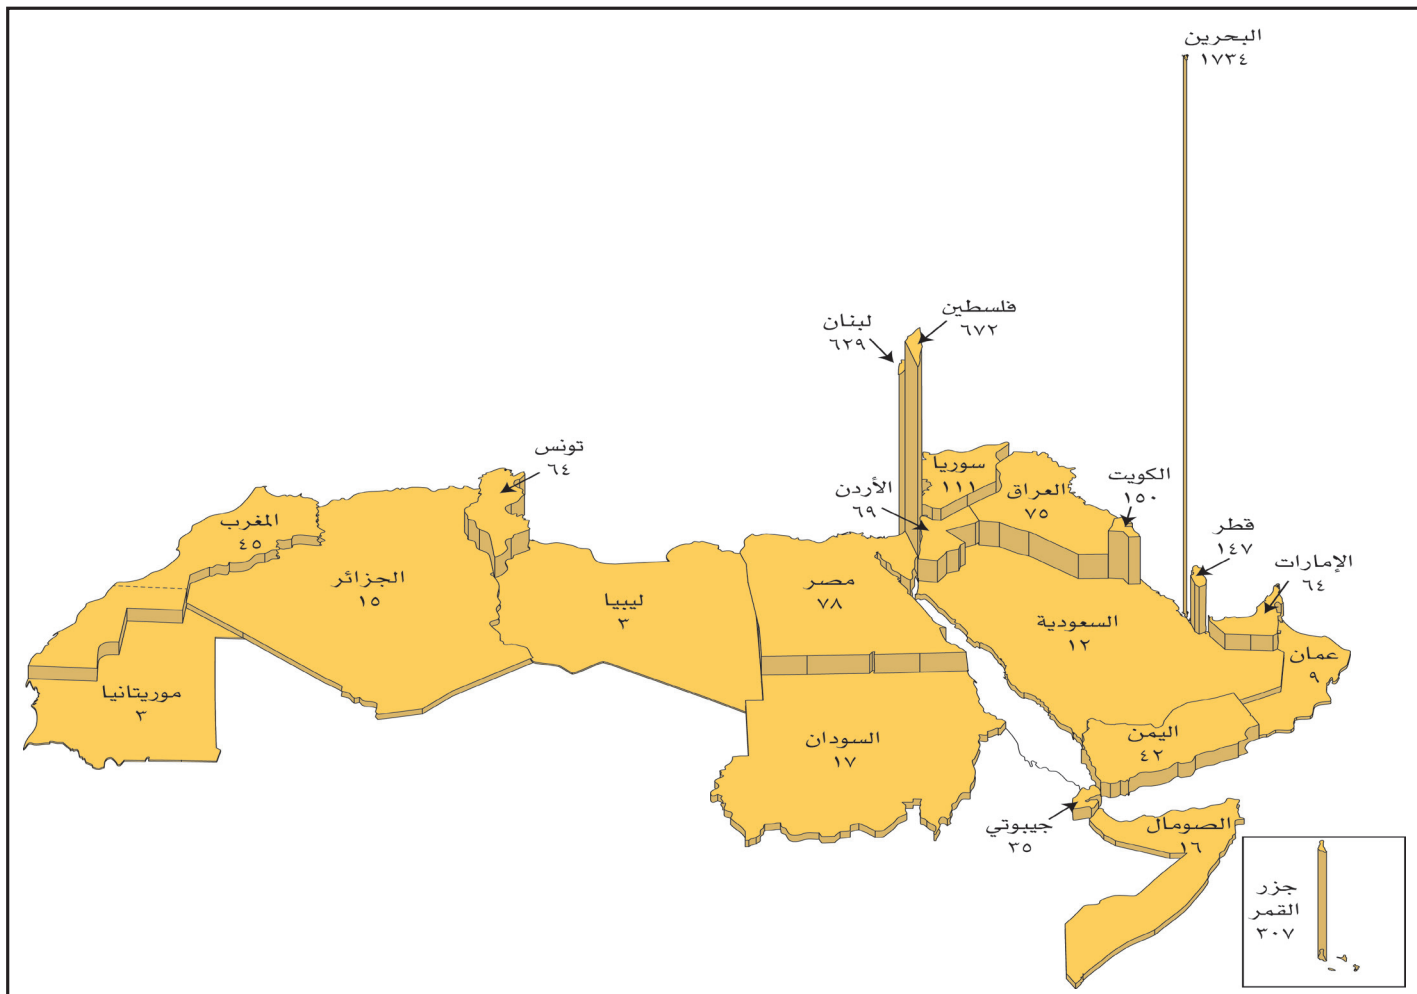 البحرين
١٧٣٤
فلسطين
٦٧٢
لبنان
٦٢٩
تونس
٦٤
سوريا
١١١
العراق
٧٥
الكويت
١٥٠
الأردن
٦٩
قطر
١٤٧
الإمارات
٦٤
المغرب
٤٥
الجزائر
١٥
ليبيا
٣
مصر
٧٨
السعودية
١٢
عمان
٩
موريتانيا
٣
السودان
١٧
اليمن
٤٢
جيبوتي
٣٥
الصومال
١٦
جزر
القمر
٣٠٧